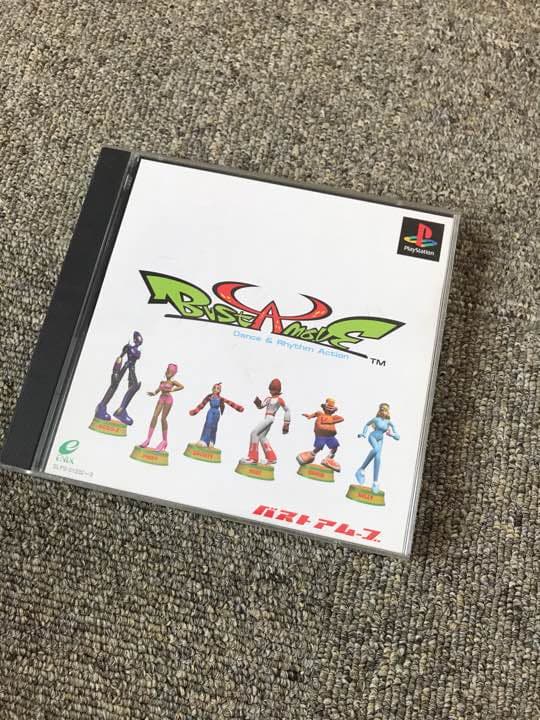 PlayStation
BUST A MOVE
TM
Dance & Rhythm Action
ENIX
バスト ア ムーブ